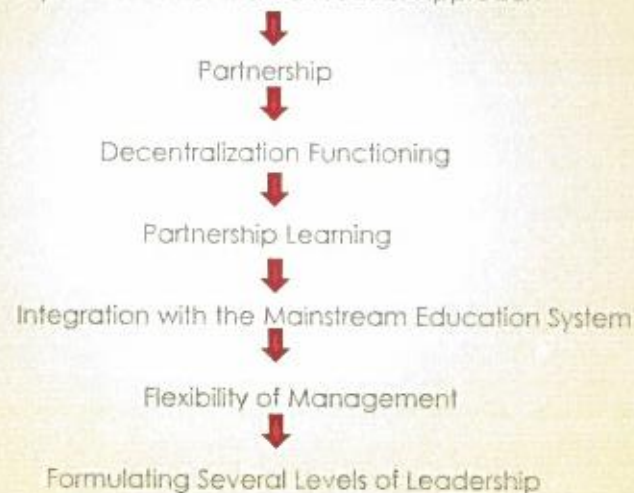 Partnership
Decentralization Functioning
Partnership Learning
Integration with the Mainstream Education System
Flexibility of Management
Formulating Several Levels of Leadership